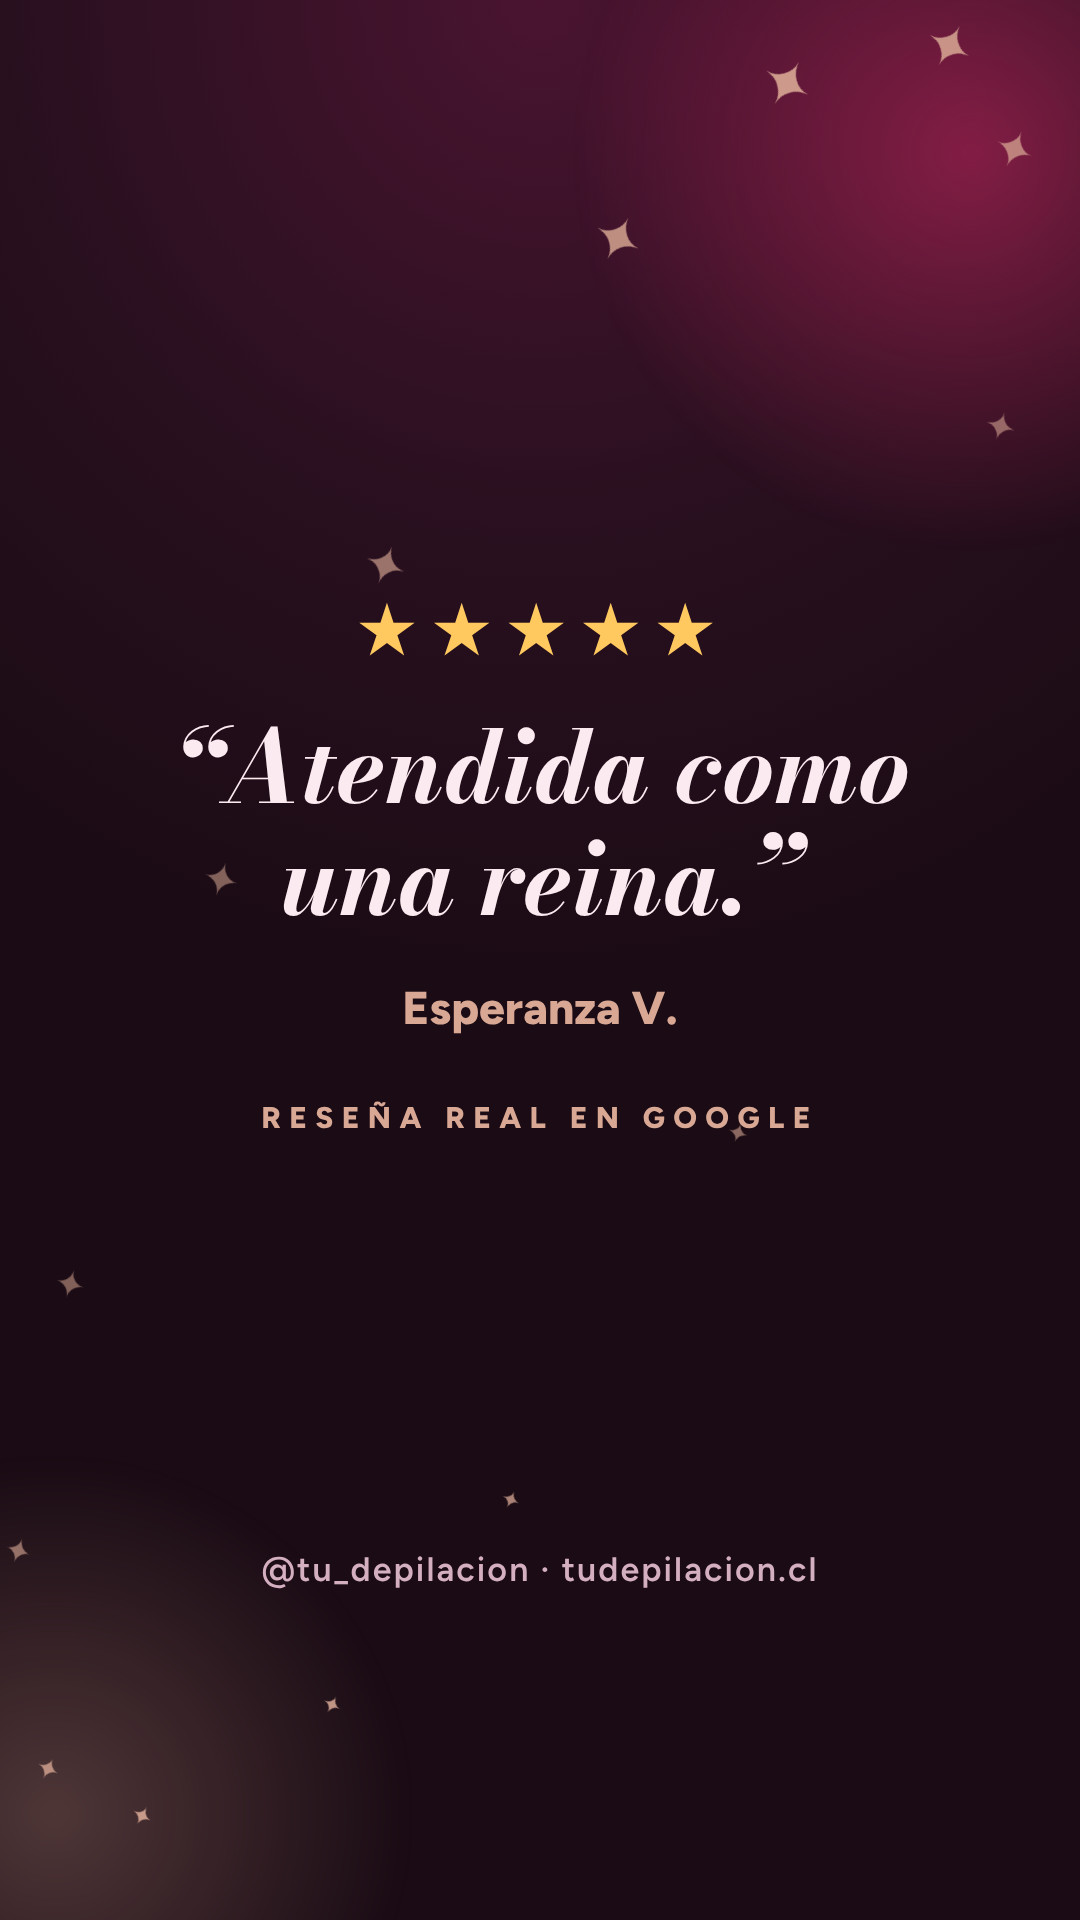 ★★★★★
“Atendida como
una reina.”
Esperanza V.
RESEÑA REAL EN GOOGLE
@tu_depilacion · tudepilacion.cl